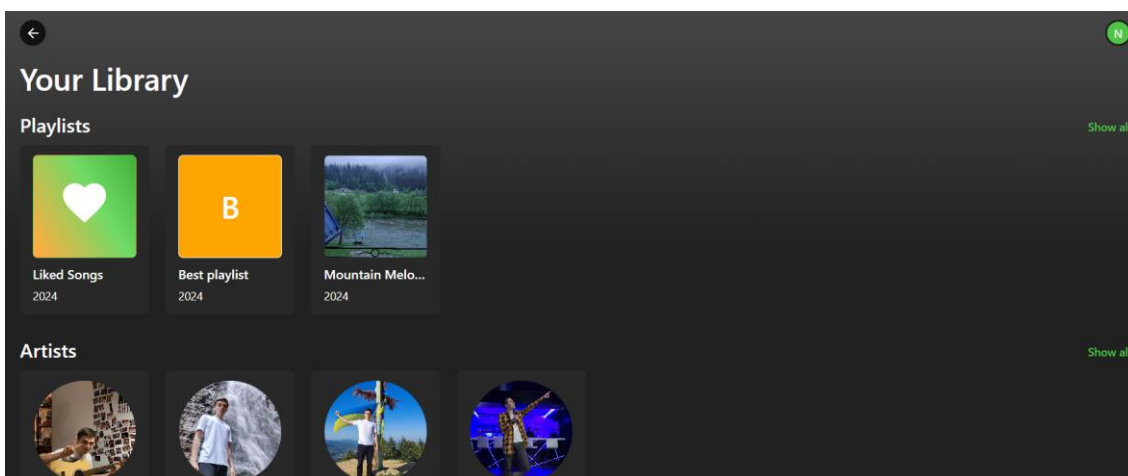 N
Your Library
Playlists
Show al
B
Liked Songs
Best playlist
Mountain Melo...
2024
2024
2024
Artists
Show al